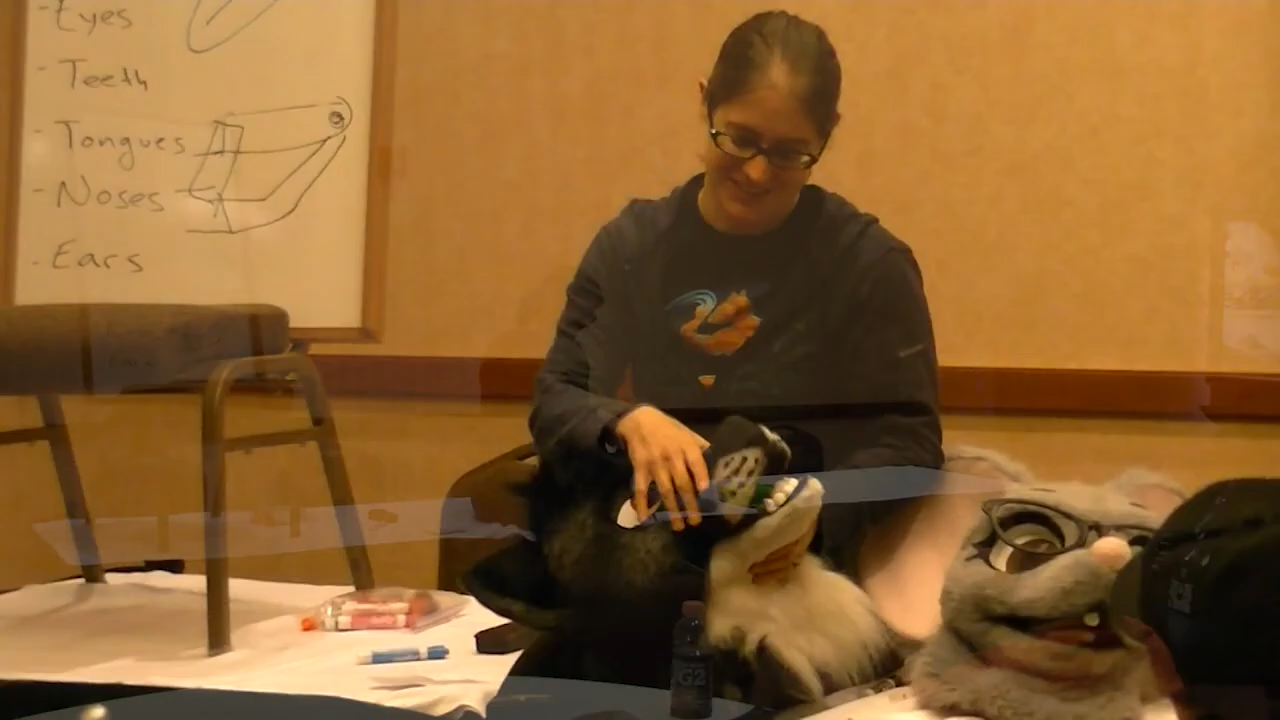 - Eyes
- Teeth
- Tongues
- Noses
- Ears
G2